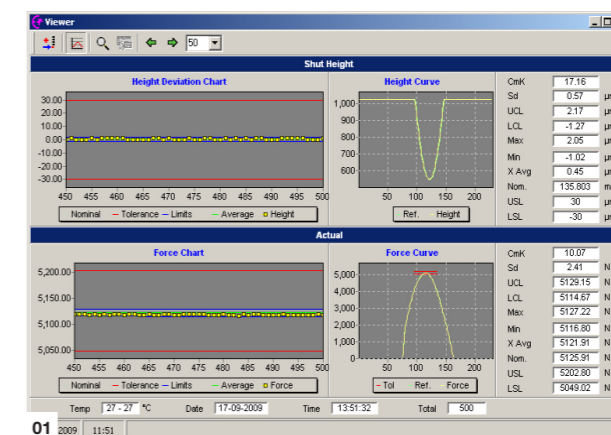 Viewer
50
Shut Height
Height Deviation Chart
30.00
20.00
10.00
0.00
-10.00
-20.00
-30.00
450 455 460 465 470 475 480 485 490 495 500
Nominal Tolerance Limits Average Height
Height Curve
1,000
900
800
700
600
50 100 150 200
Ref. Height
CmK 17.16
Sd 0.57
UCL 2.17
LCL -1.27
Max 2.05
Min -1.02
X Avg 0.45
Nom. 135.803
USL 30
LSL -30
Actual
Force Chart
5,200.00
5,150.00
5,100.00
5,050.00
450 455 460 465 470 475 480 485 490 495 500
Nominal Tolerance Limits Average Force
Force Curve
5,000
4,000
3,000
2,000
1,000
0
50 100 150 200
Tol Ref. Force
CmK 10.07
Sd 2.41 N
UCL 5129.15 N
LCL 5114.67 N
Max 5127.22 N
Min 5116.80 N
X Avg 5121.91 N
Nom. 5125.91 N
USL 5202.80 N
LSL 5049.02 N
Temp 27 - 27 °C Date 17-09-2009 Time 13:51:32 Total 500
01 2009 11:51